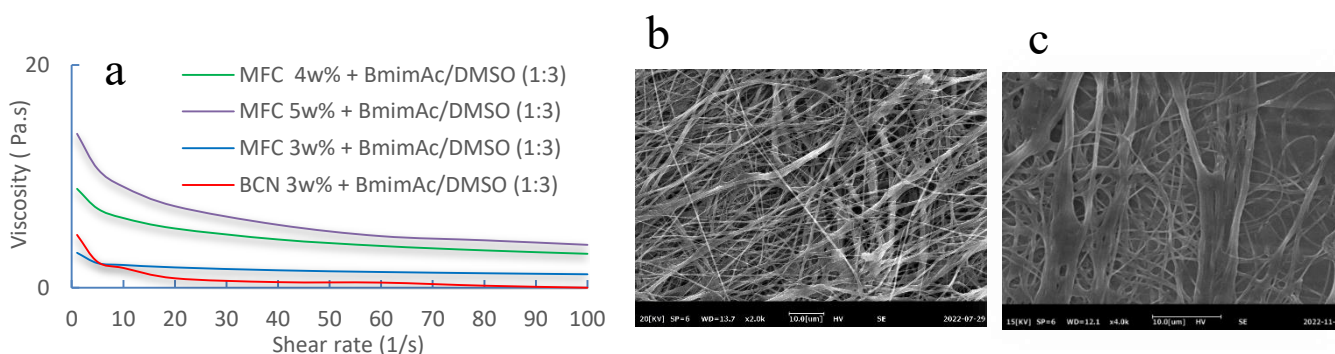 a
b
c
20
MFC 4w% + BmimAc/DMSO (1:3)
MFC 5w% + BmimAc/DMSO (1:3)
MFC 3w% + BmimAc/DMSO (1:3)
BCN 3w% + BmimAc/DMSO (1:3)
Viscosity ( Pa.s)
0
0 10 20 30 40 50 60 70 80 90 100
Shear rate (1/s)
20[KV] SP=6 WD=13.7 x2.0k 10.0[um] HV SE 2022-07-29
15[KV] SP=6 WD=12.1 x4.0k 10.0[um] HV SE 2022-11-